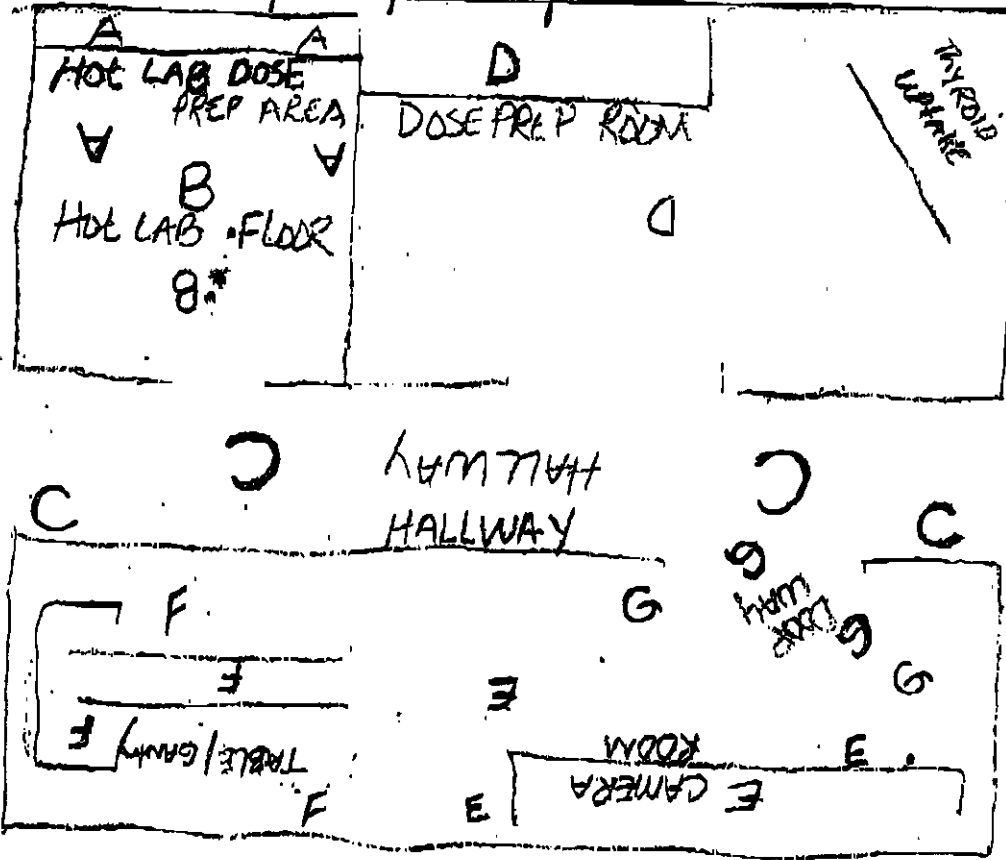 A A
HOT LAB DOSE
PREP AREA
A A
B
HOT LAB FLOOR
B *
D
DOSE PREP ROOM
D
THYROID
UPTAKE
C C
HALLWAY
HALLWAY
C C
F
F
F
TABLE/GANTRY
F
G
G
DOOR
WAY
G
G
E
CAMERA
ROOM
E
E
E